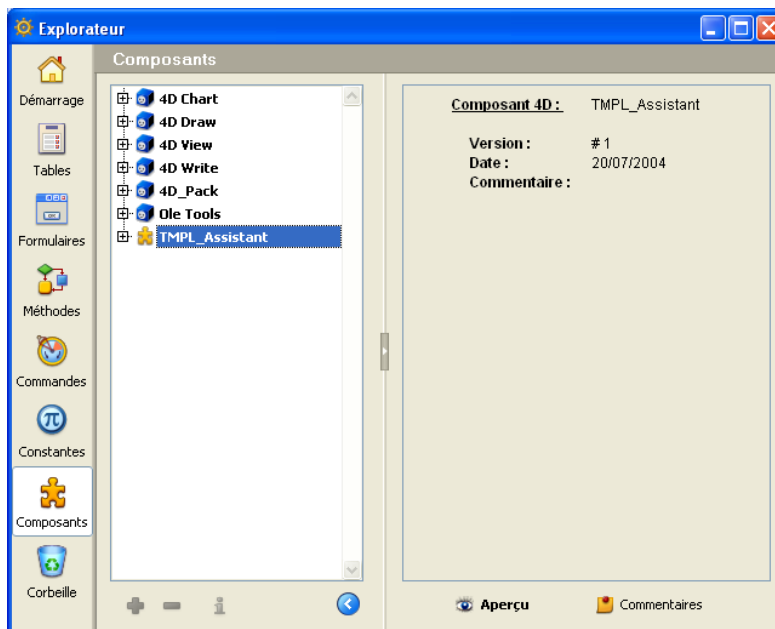 Explorateur
Composants
Démarrage
Tables
Formulaires
Méthodes
Commandes
Constantes
Composants
Corbeille
4D Chart
4D Draw
4D View
4D Write
4D_Pack
Ole Tools
TMPL_Assistant
Composant 4D : TMPL_Assistant
Version : # 1
Date : 20/07/2004
Commentaire :
Aperçu
Commentaires